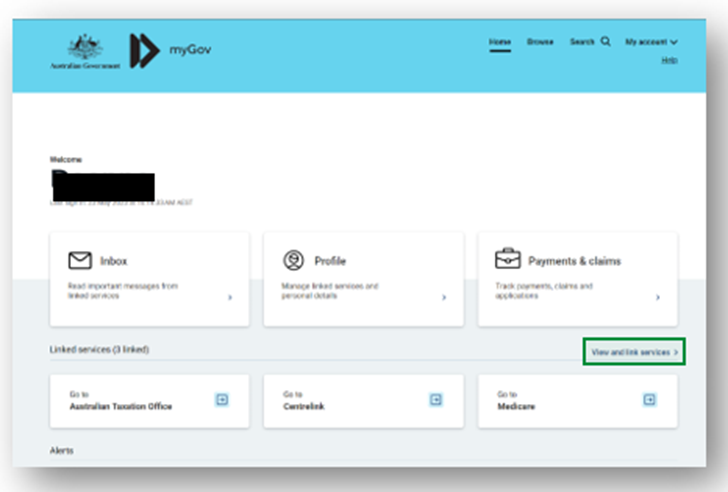 Australian Government
myGov
Home
Browse
Search
My account
Help
Welcome
Inbox
Read important messages from
linked services
Profile
Manage linked services and
personal details
Payments & claims
Track payments, claims and
applications
Linked services (3 linked)
View and link services
Go to
Australian Taxation Office
Go to
Centrelink
Go to
Medicare
Alerts